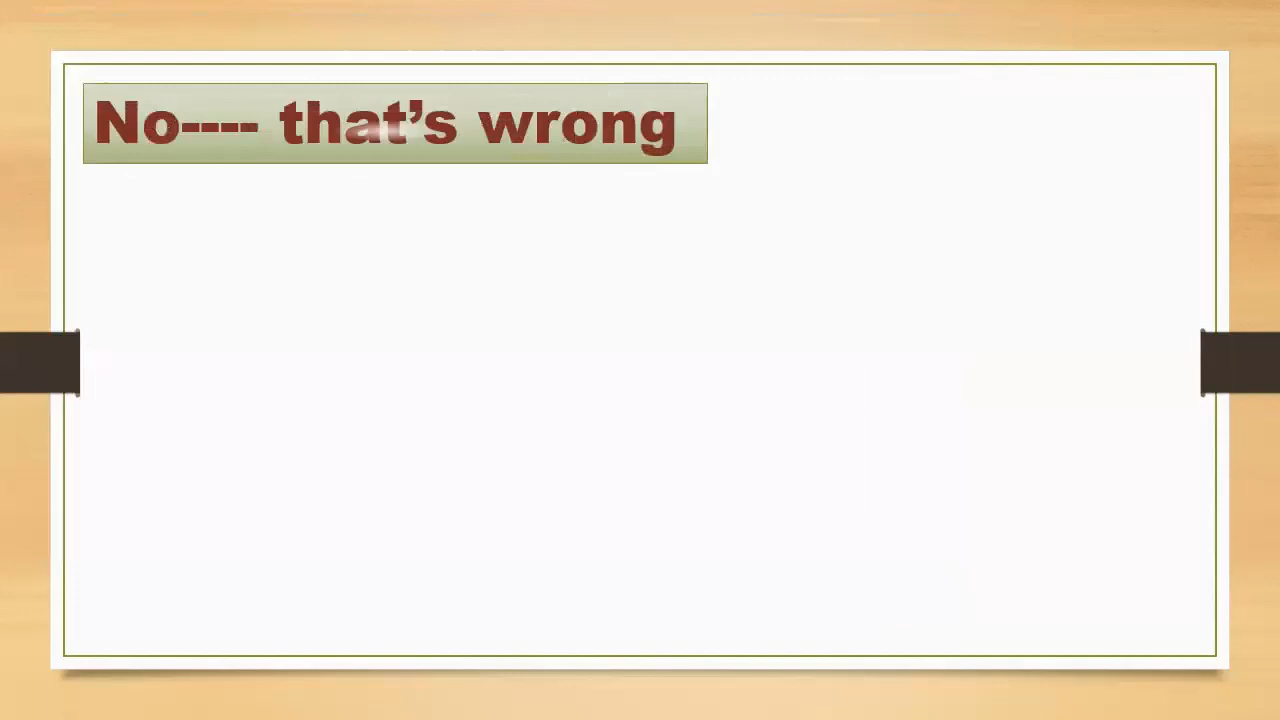 No---- that’s wrong